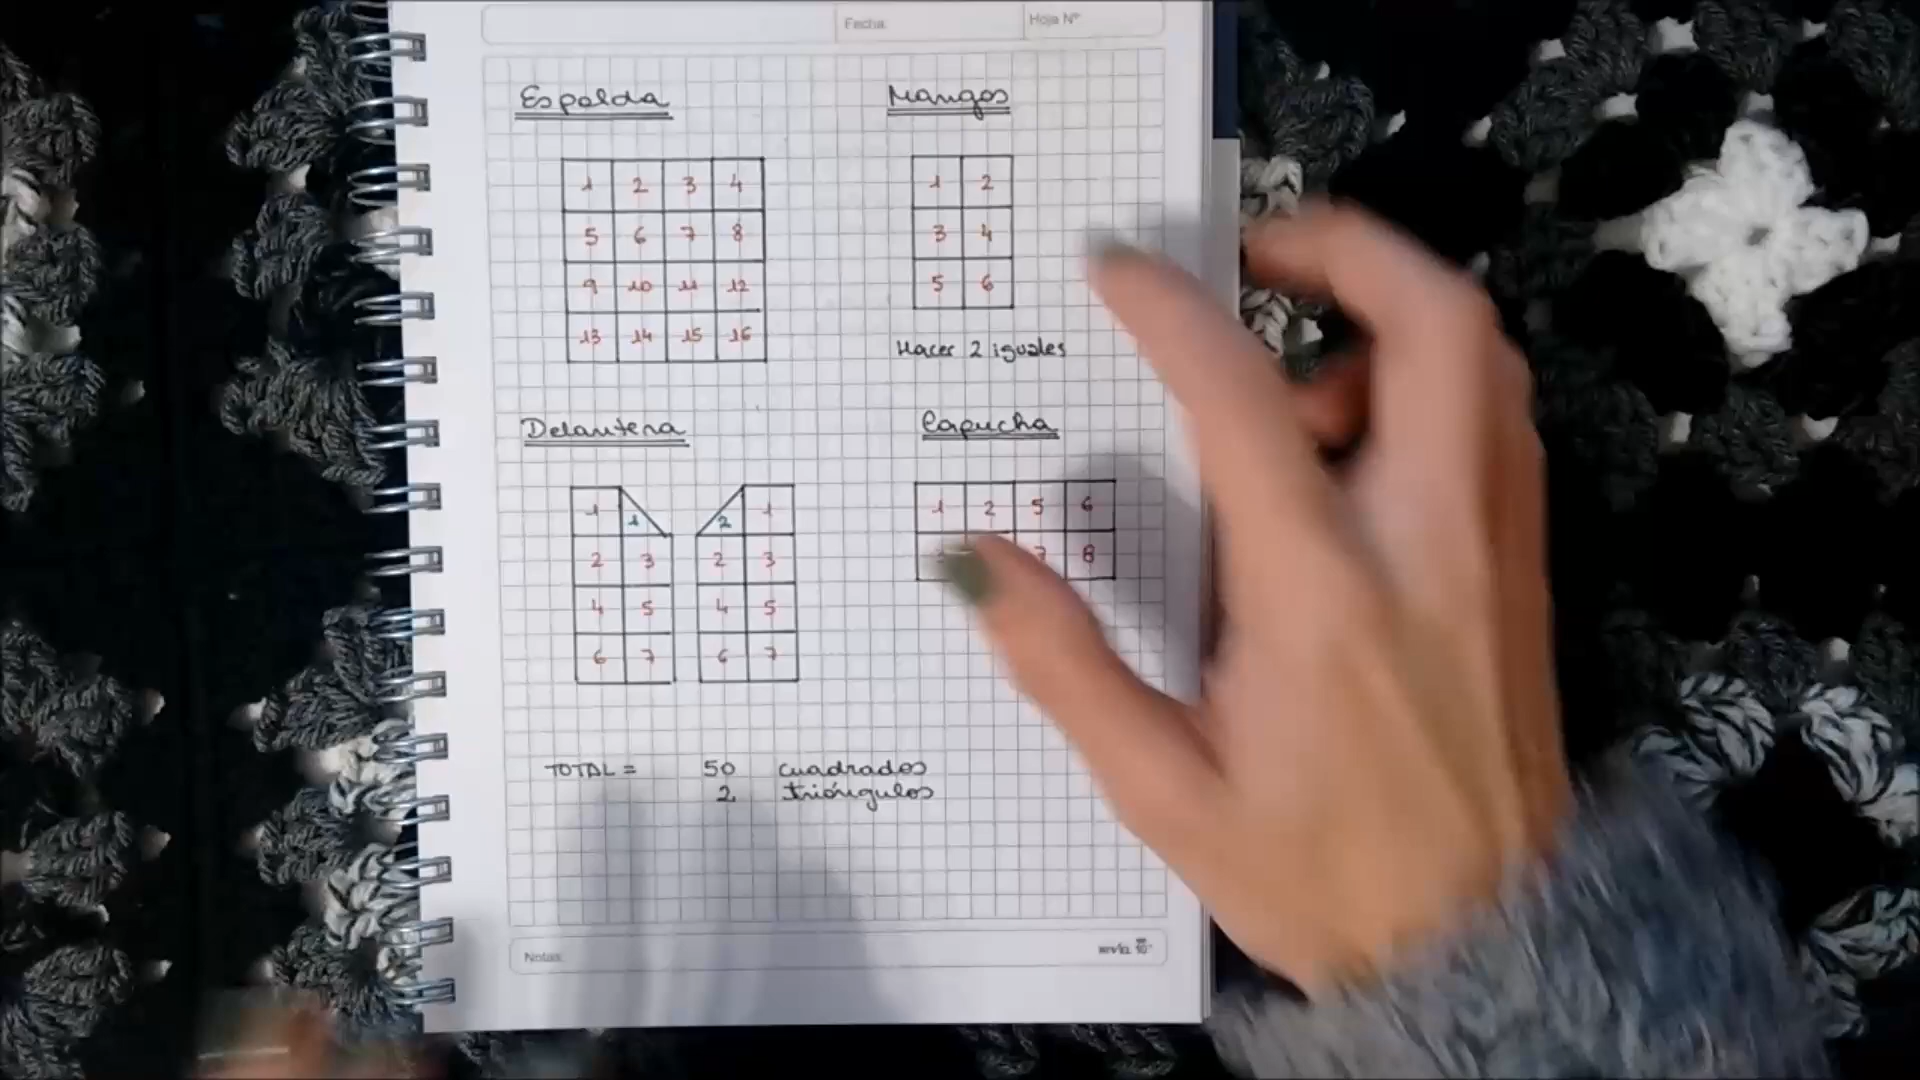 Fecha:
Hoja Nº
Espalda
1 2 3 4
5 6 7 8
9 10 11 12
13 14 15 16
Mangas
1 2
3 4
5 6
Hacer 2 iguales
Delantera
1 1 2 1
2 3 2 3
4 5 4 5
6 7 6 7
Capucha
1 2 5 6
7 8
TOTAL = 50 cuadrados
2 triángulos
Notas: